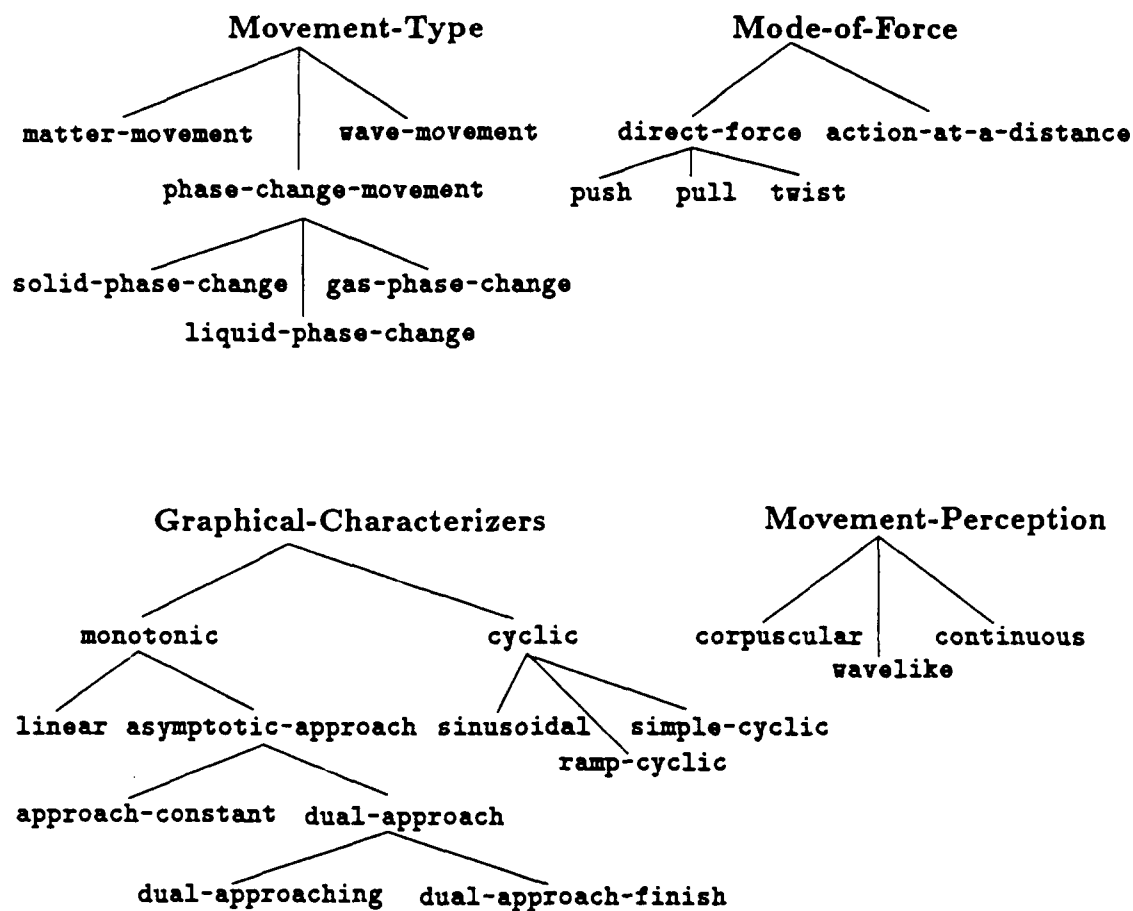 Movement-Type
Mode-of-Force
matter-movement
wave-movement
direct-force
action-at-a-distance
phase-change-movement
push
pull
twist
solid-phase-change
gas-phase-change
liquid-phase-change
Graphical-Characterizers
Movement-Perception
monotonic
cyclic
corpuscular
continuous
wavelike
linear
asymptotic-approach
sinusoidal
simple-cyclic
ramp-cyclic
approach-constant
dual-approach
dual-approaching
dual-approach-finish